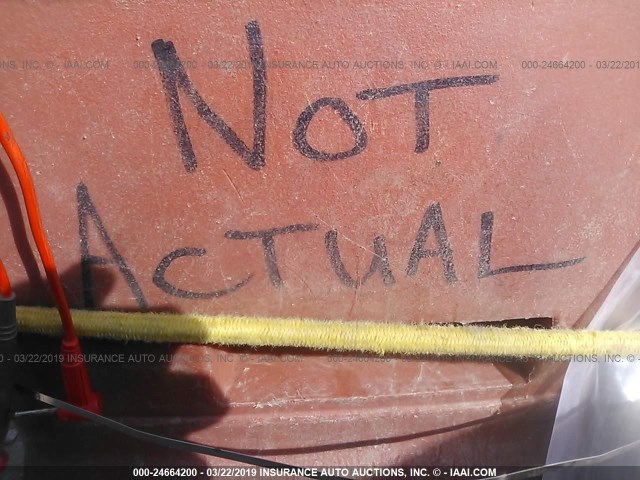 NOT
ACTUAL
000-24664200 - 03/22/2019 INSURANCE AUTO AUCTIONS, INC. © - IAAI.COM